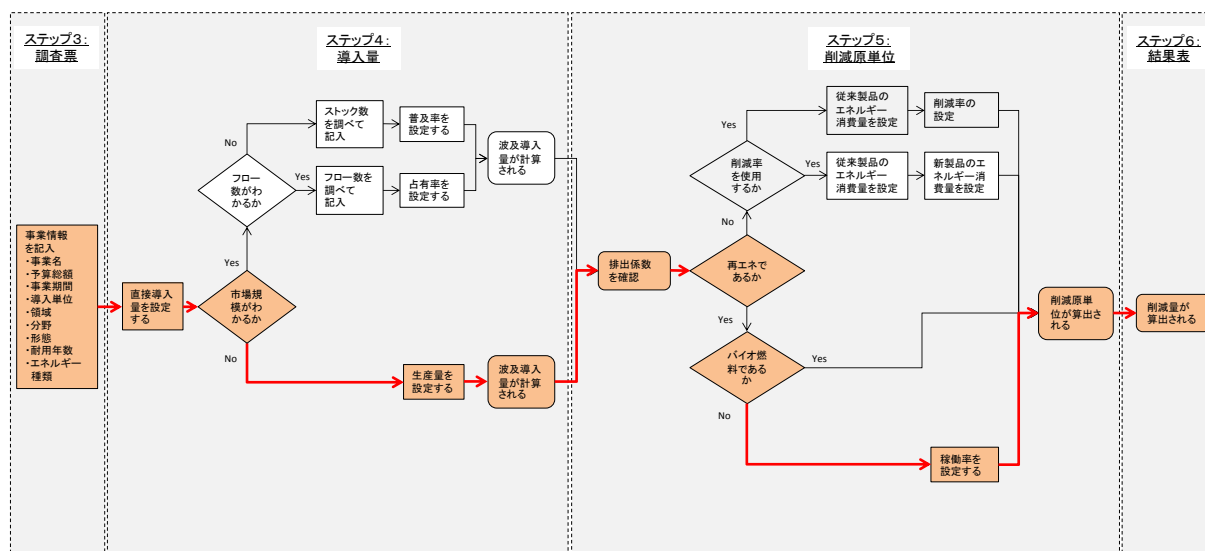 ステップ3:
調査票
事業情報
を記入
・事業名
・予算総額
・事業期間
・導入単位
・領域
・分野
・形態
・耐用年数
・エネルギー
種類
ステップ4:
導入量
直接導入
量を設定
する
市場規
模がわ
かるか
Yes
No
フロー
数がわ
かるか
No
Yes
ストック数
を調べて
記入
普及率を
設定する
フロー数を
調べて
記入
占有率を
設定する
波及導入
量が計算
される
生産量を
設定する
波及導入
量が計算
される
ステップ5:
削減原単位
排出係数
を確認
再エネで
あるか
No
Yes
削減率
を使用
するか
Yes
Yes
従来製品の
エネルギー
消費量を設定
削減率の
設定
従来製品の
エネルギー
消費量を設定
新製品のエ
ネルギー消
費量を設定
バイオ燃
料であるか
Yes
No
稼働率を
設定する
削減原単
位が算出さ
れる
ステップ6:
結果表
削減量が
算出される